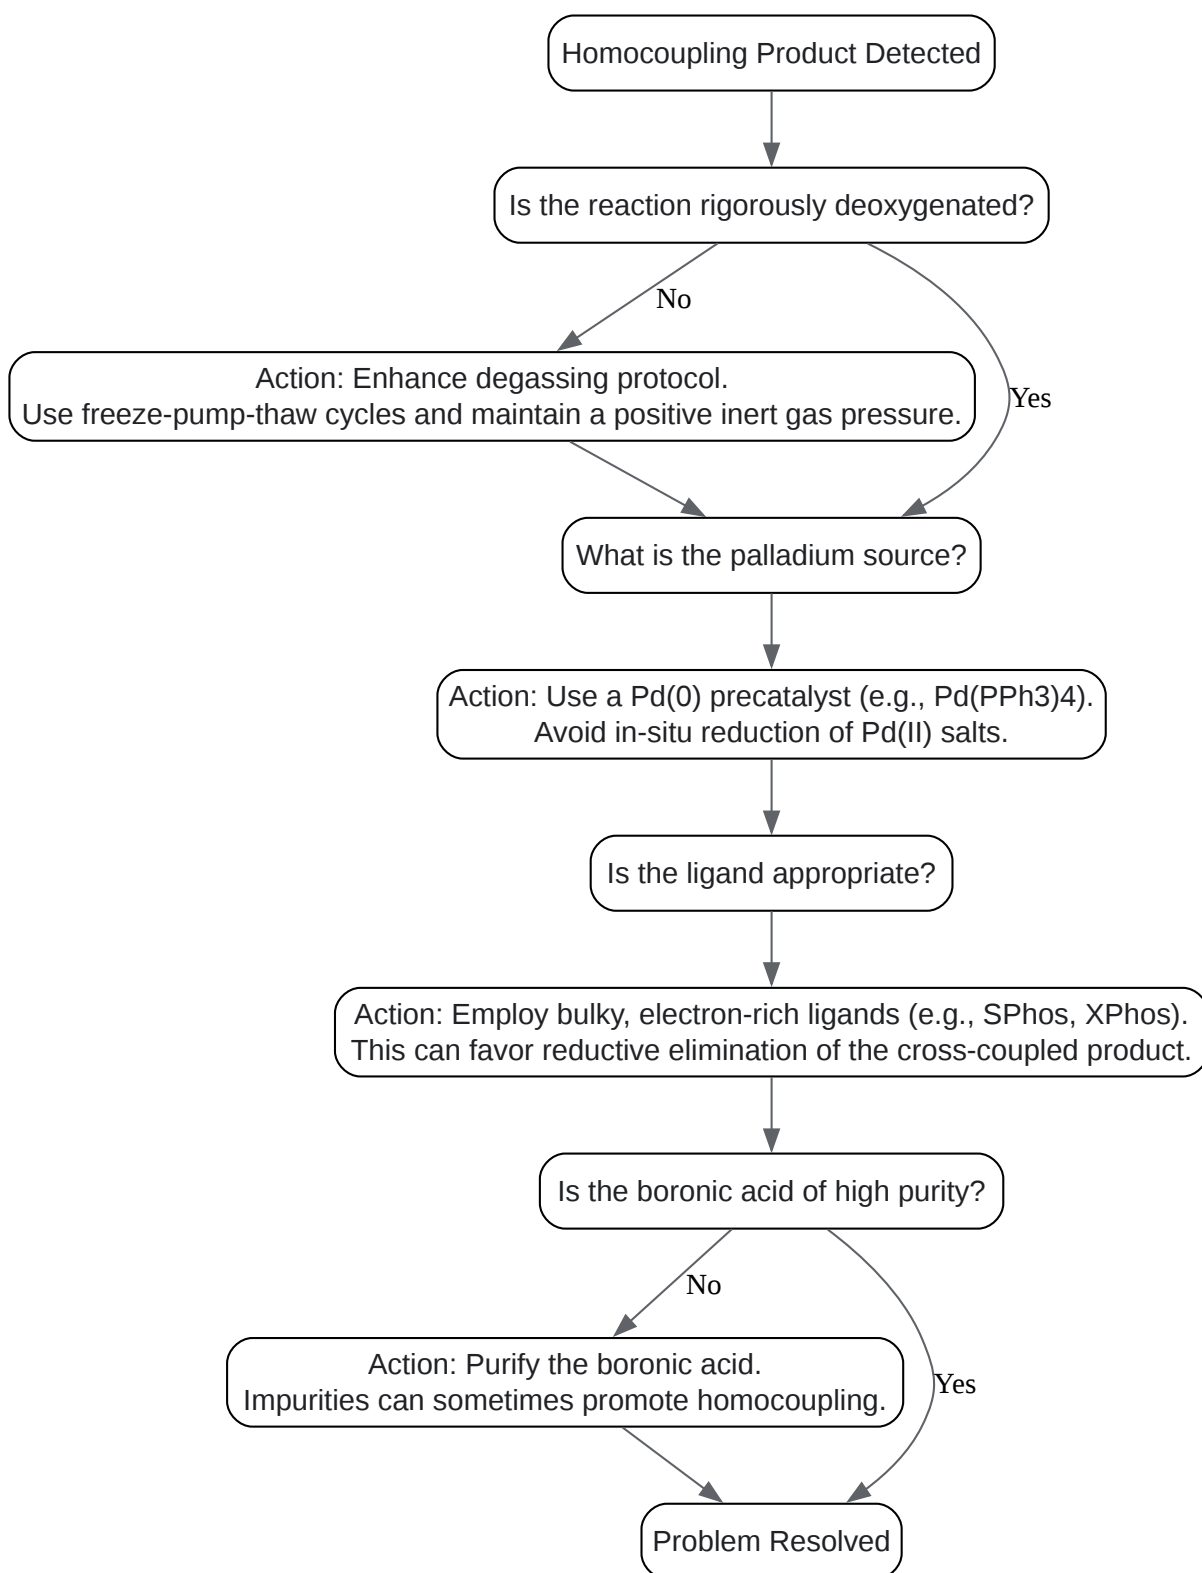 Homocoupling Product Detected
Is the reaction rigorously deoxygenated?
No
Action: Enhance degassing protocol.
Use freeze-pump-thaw cycles and maintain a positive inert gas pressure.
Yes
What is the palladium source?
Action: Use a Pd(0) precatalyst (e.g., Pd(PPh3)4).
Avoid in-situ reduction of Pd(II) salts.
Is the ligand appropriate?
Action: Employ bulky, electron-rich ligands (e.g., SPhos, XPhos).
This can favor reductive elimination of the cross-coupled product.
Is the boronic acid of high purity?
No
Action: Purify the boronic acid.
Impurities can sometimes promote homocoupling.
Yes
Problem Resolved